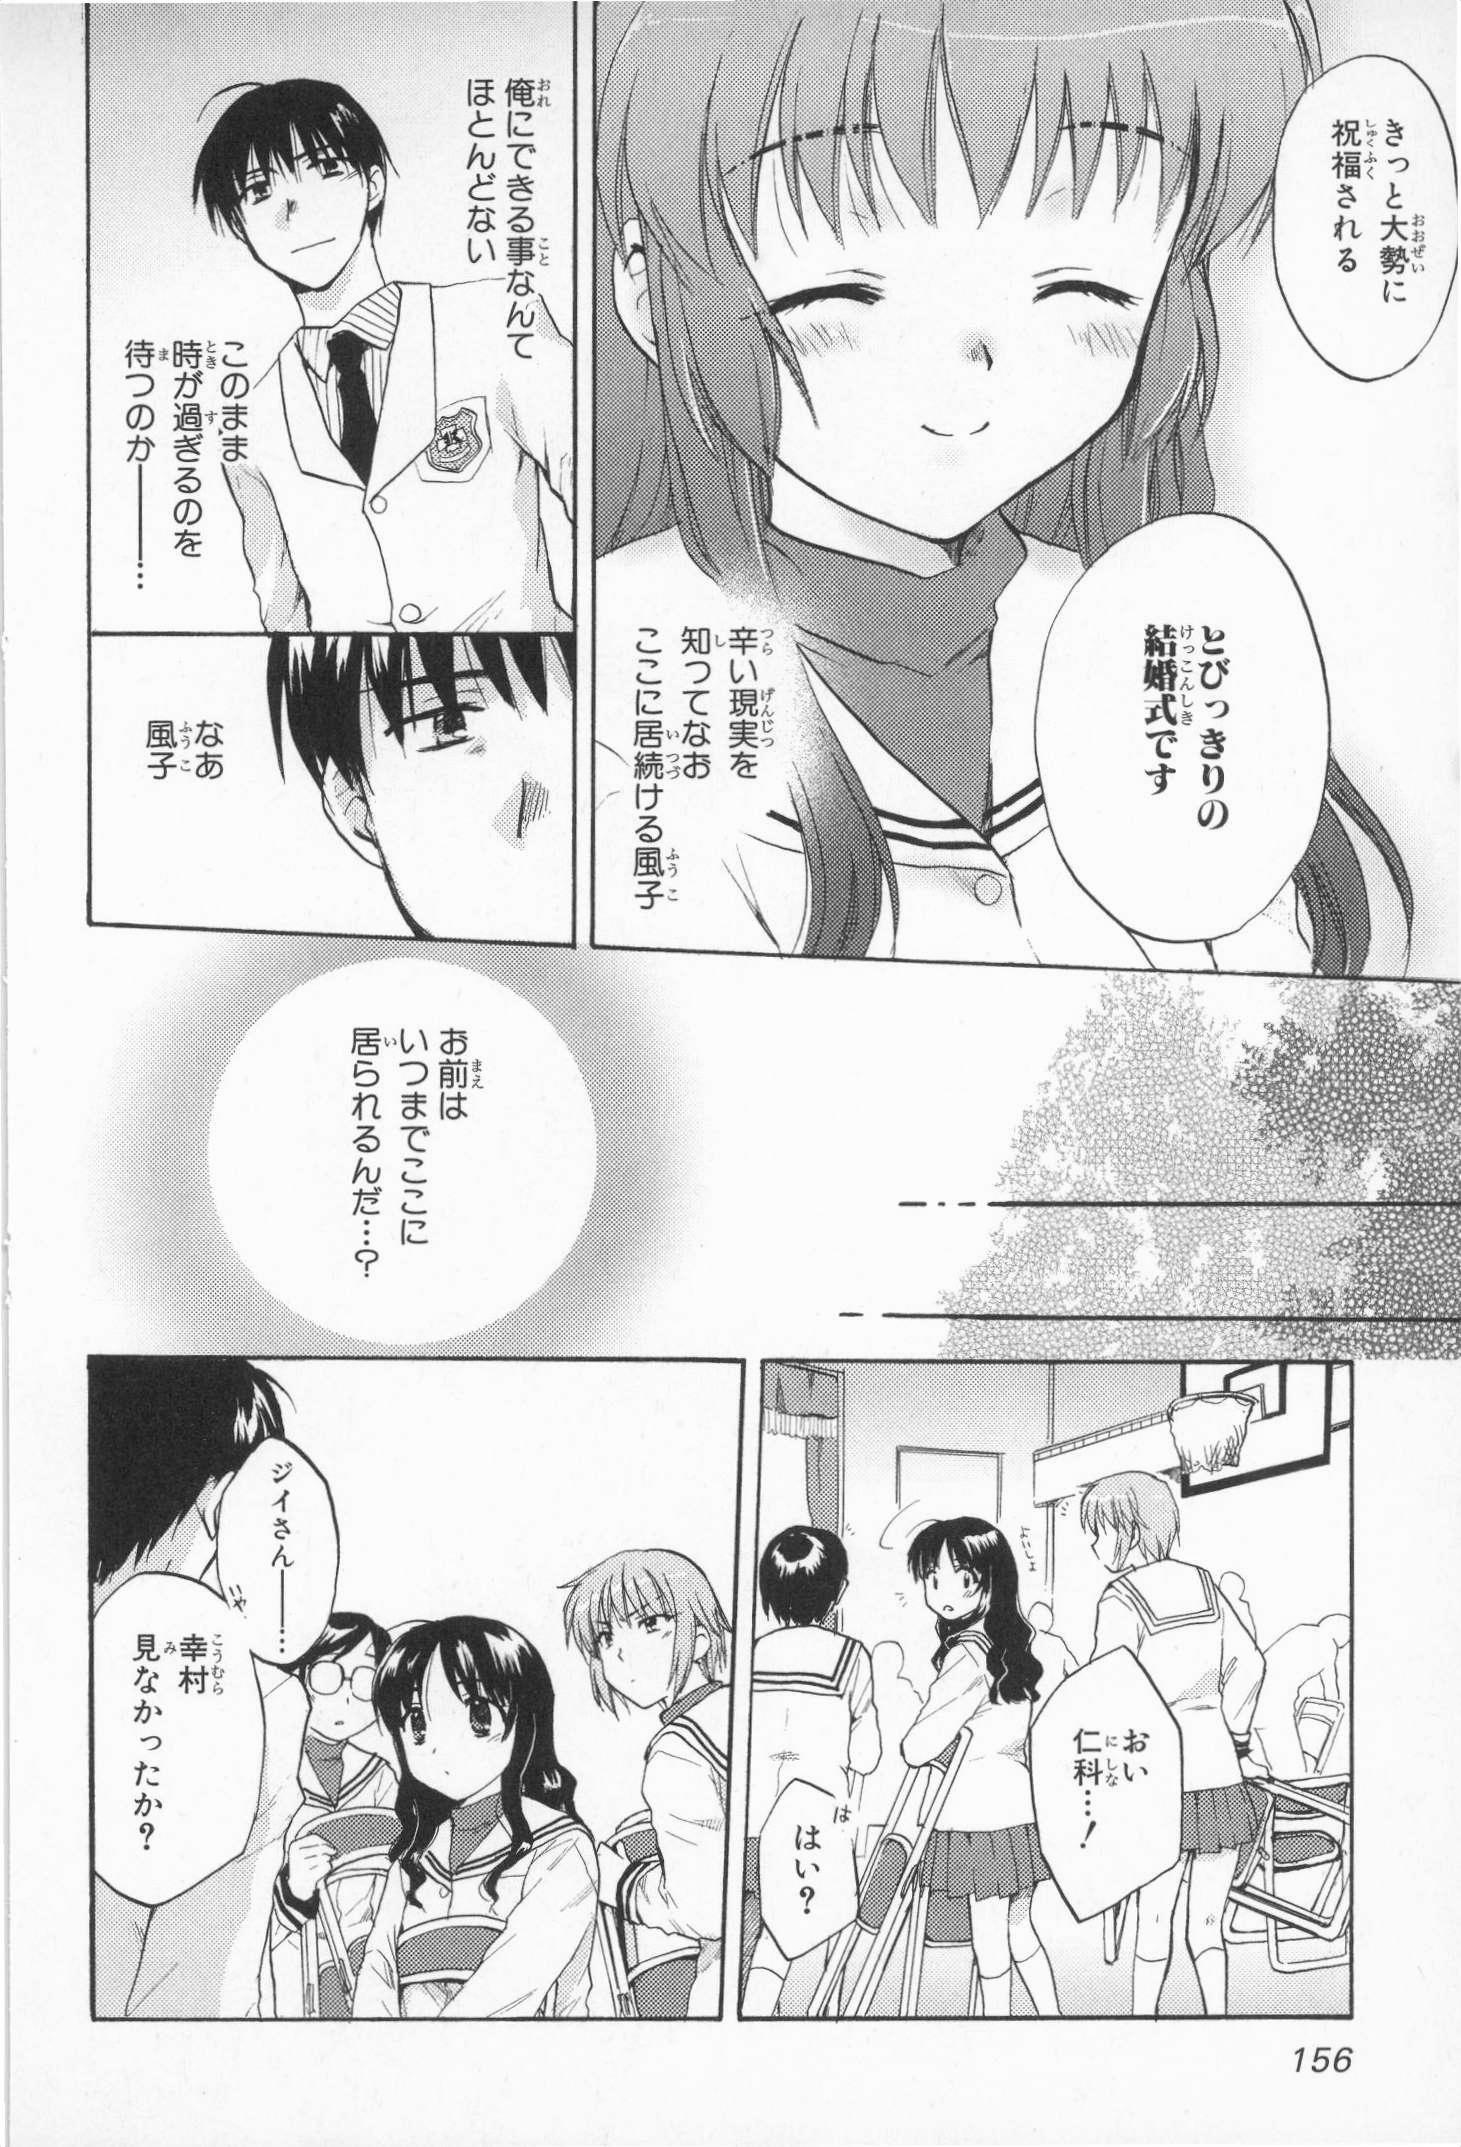 きっと大勢に
祝福される
とびっきりの
結婚式です
辛い現実を
知ってなお
ここに居続ける風子
俺にできる事なんて
ほとんどない
このまま
時が過ぎるのを
待つのか――…
なあ
風子
お前は
いつまでここに
居られるんだ…?
よいしょ
おい
仁科…!
は
はい?
ジイさん――…
いや
幸村
見なかったか?
156